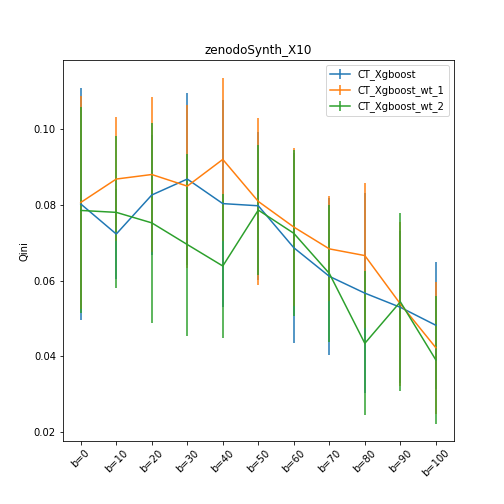 zenodoSynth_X10
CT_Xgboost
CT_Xgboost_wt_1
CT_Xgboost_wt_2
Qini
0.10
0.08
0.06
0.04
0.02
b=0
b=10
b=20
b=30
b=40
b=50
b=60
b=70
b=80
b=90
b=100